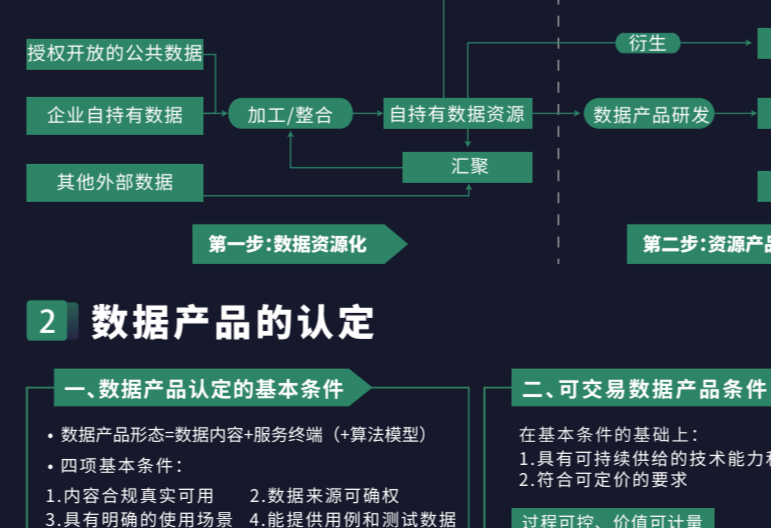 衍生
授权开放的公共数据
企业自持有数据
加工/整合
自持有数据资源
数据产品研发
汇聚
其他外部数据
第一步:数据资源化
第二步:资源产品
2 数据产品的认定
一、数据产品认定的基本条件
• 数据产品形态=数据内容+服务终端（+算法模型）
• 四项基本条件：
1.内容合规真实可用 2.数据来源可确权
3.具有明确的使用场景 4.能提供用例和测试数据
二、可交易数据产品条件
在基本条件的基础上：
1.具有可持续供给的技术能力和
2.符合可定价的要求
过程可控、价值可计量